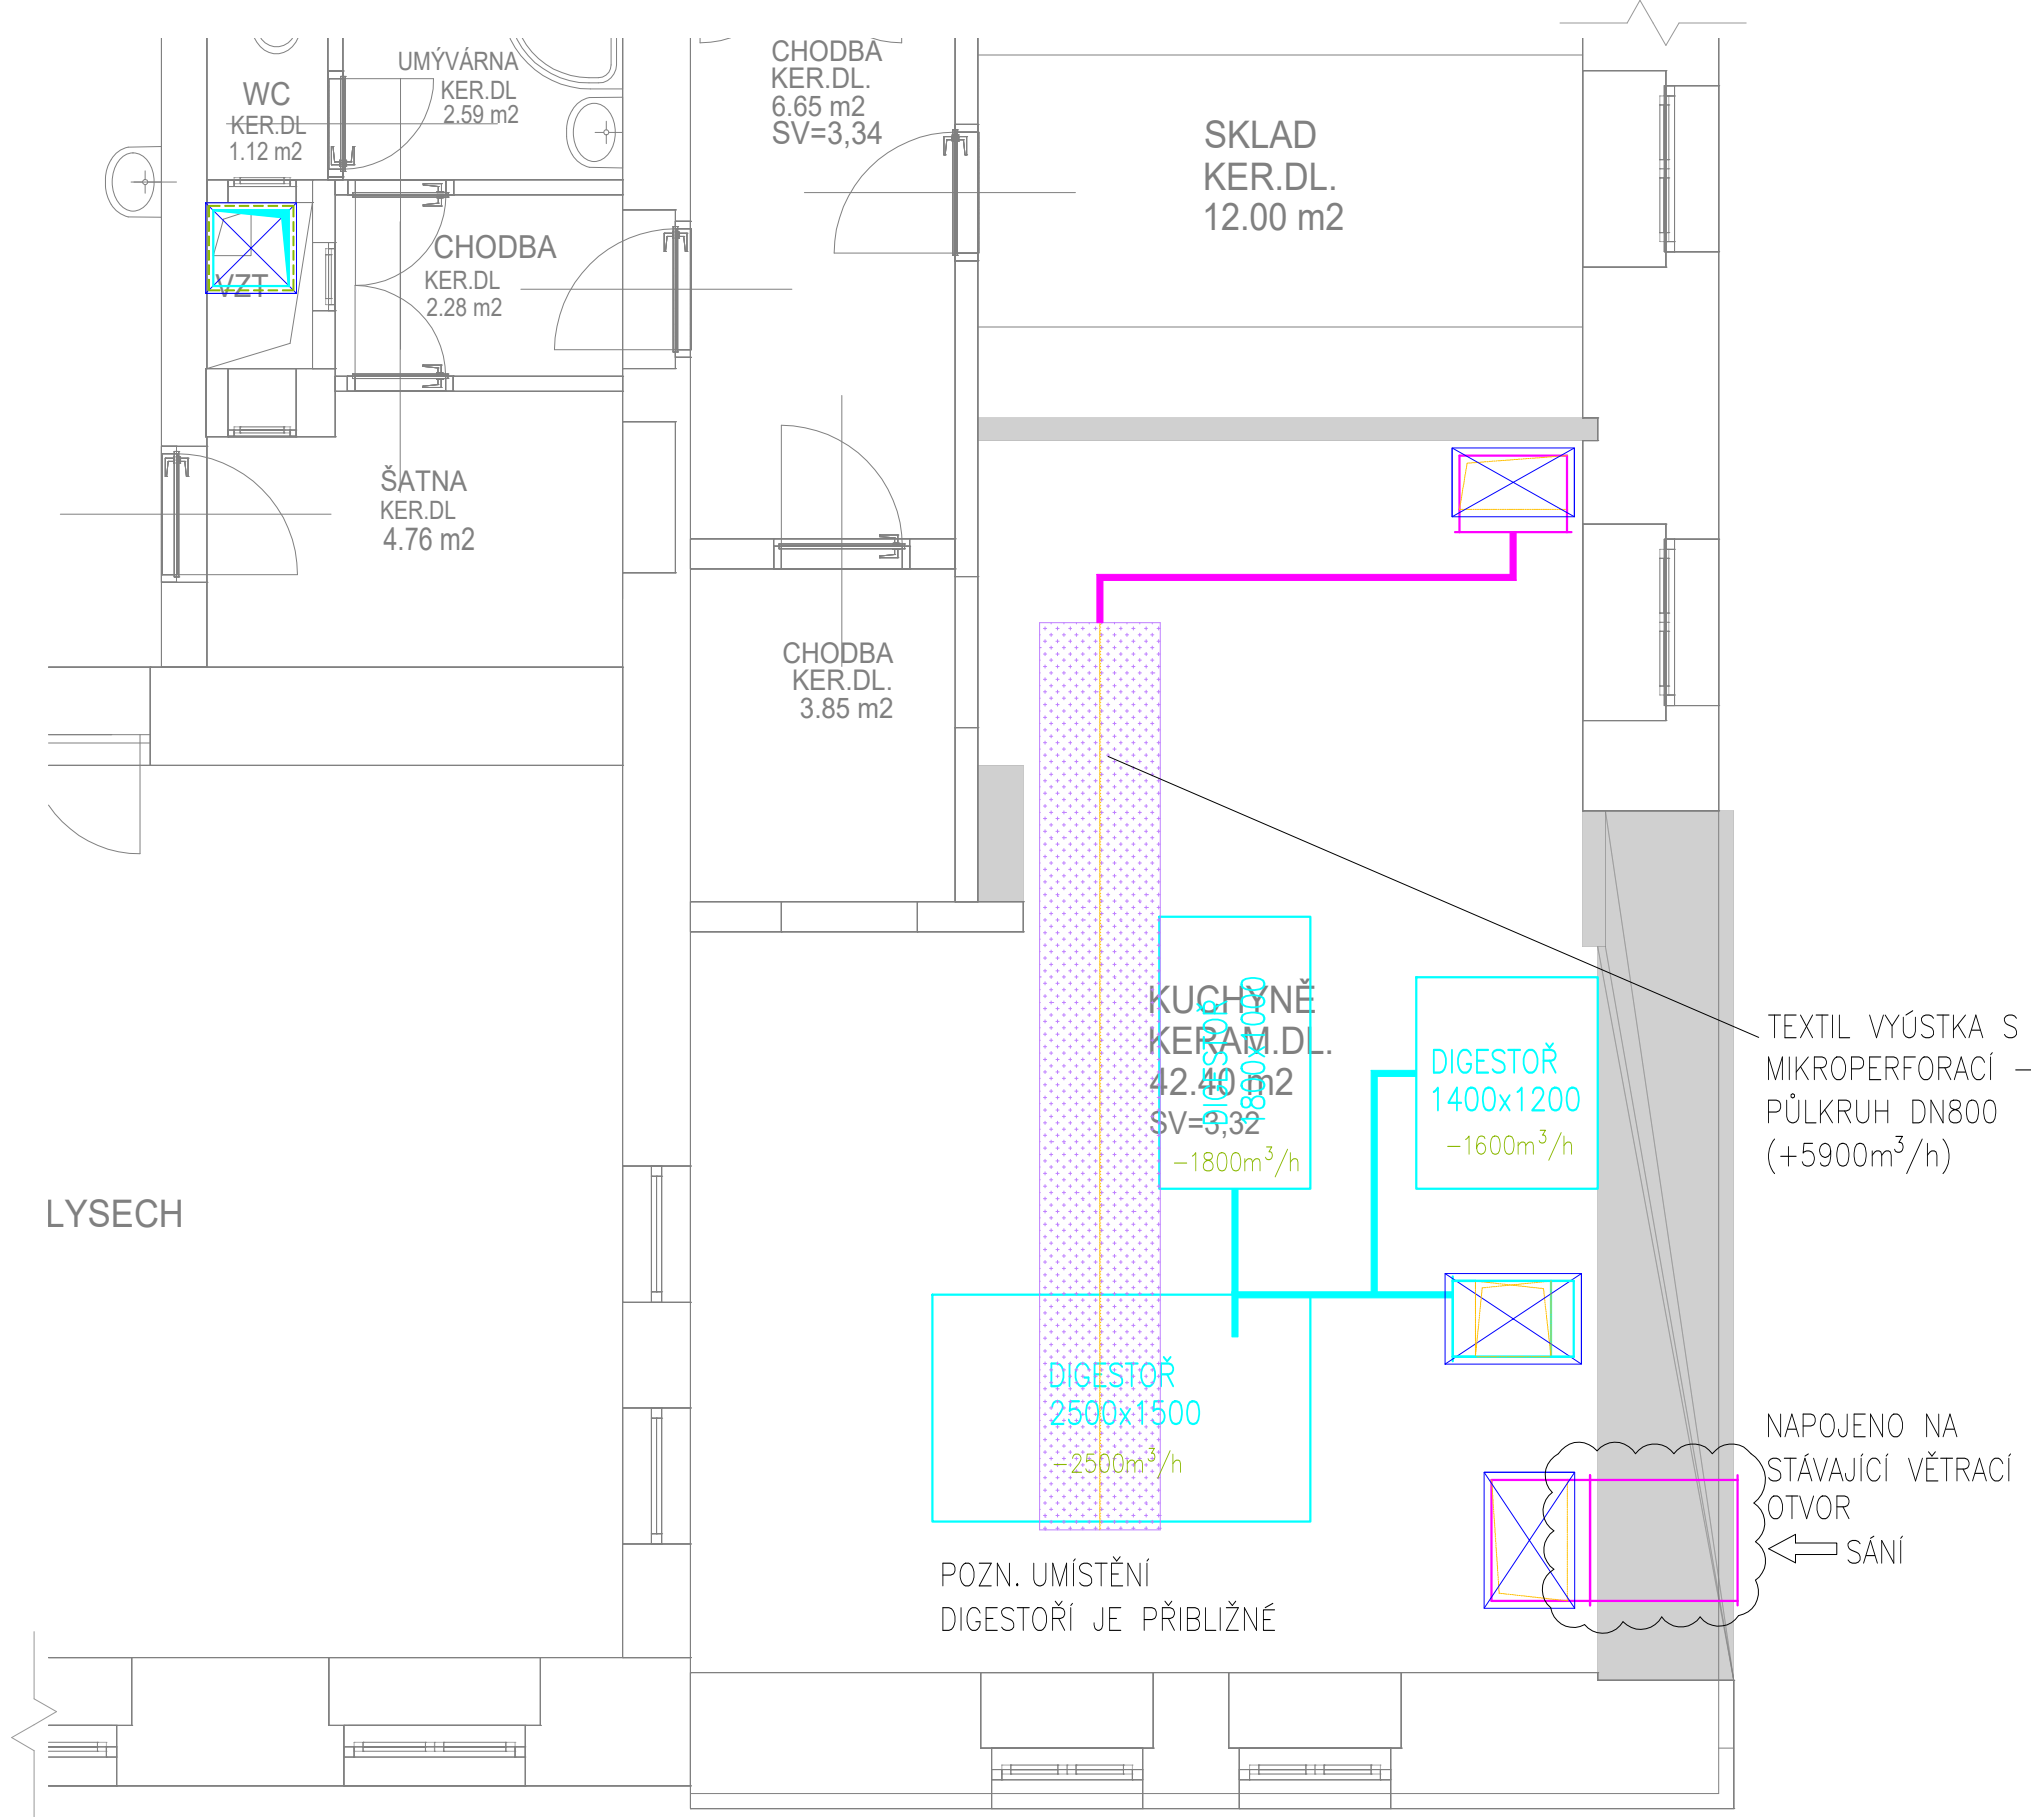 UMÝVÁRNA
KER.DL
2.59 m2
WC
KER.DL
1.12 m2
CHODBA
KER.DL.
6.65 m2
SV=3,34
SKLAD
KER.DL.
12.00 m2
VZT
CHODBA
KER.DL
2.28 m2
ŠATNA
KER.DL
4.76 m2
CHODBA
KER.DL.
3.85 m2
KUCHYNĚ
KERAM.DL.
42.40 m2
SV=3,32
DIGESTOŘ
1800x1000
-1800m³/h
DIGESTOŘ
1400x1200
-1600m³/h
TEXTIL VYÚSTKA S
MIKROPERFORACÍ -
PŮLKRUH DN800
(+5900m³/h)
LYSECH
DIGESTOŘ
2500x1500
-2500m³/h
NAPOJENO NA
STÁVAJÍCÍ VĚTRACÍ
OTVOR
SÁNÍ
POZN. UMÍSTĚNÍ
DIGESTOŘÍ JE PŘIBLIŽNÉ